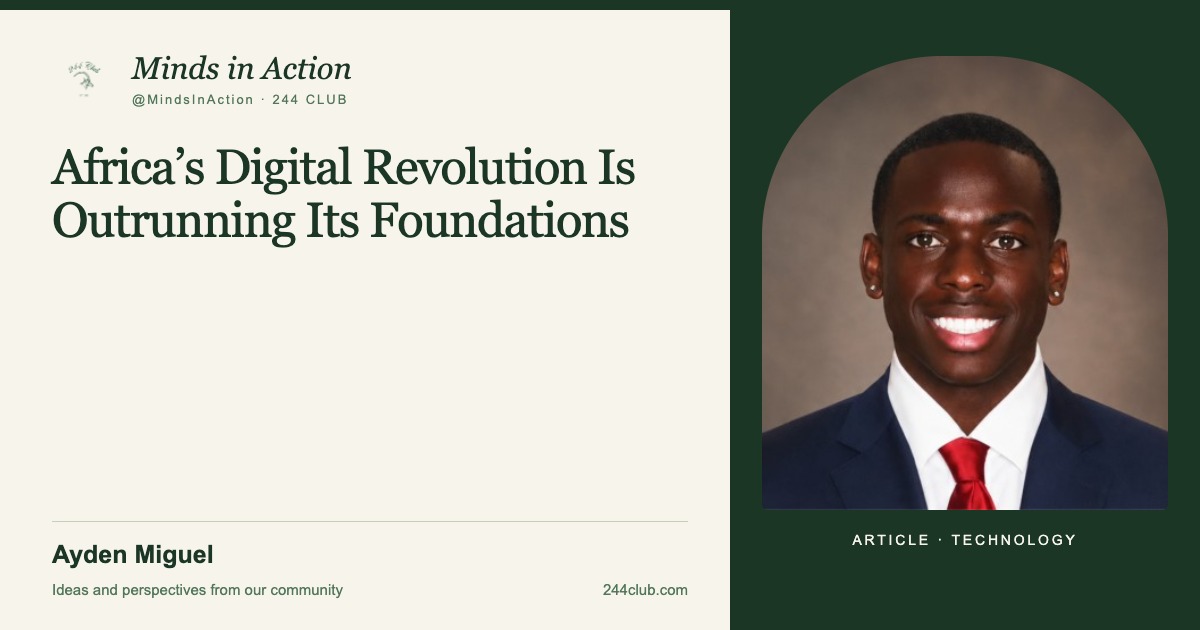 Minds in Action
@MindsInAction · 244 CLUB
Africa’s Digital Revolution Is
Outrunning Its Foundations
Ayden Miguel
Ideas and perspectives from our community
244club.com
ARTICLE · TECHNOLOGY